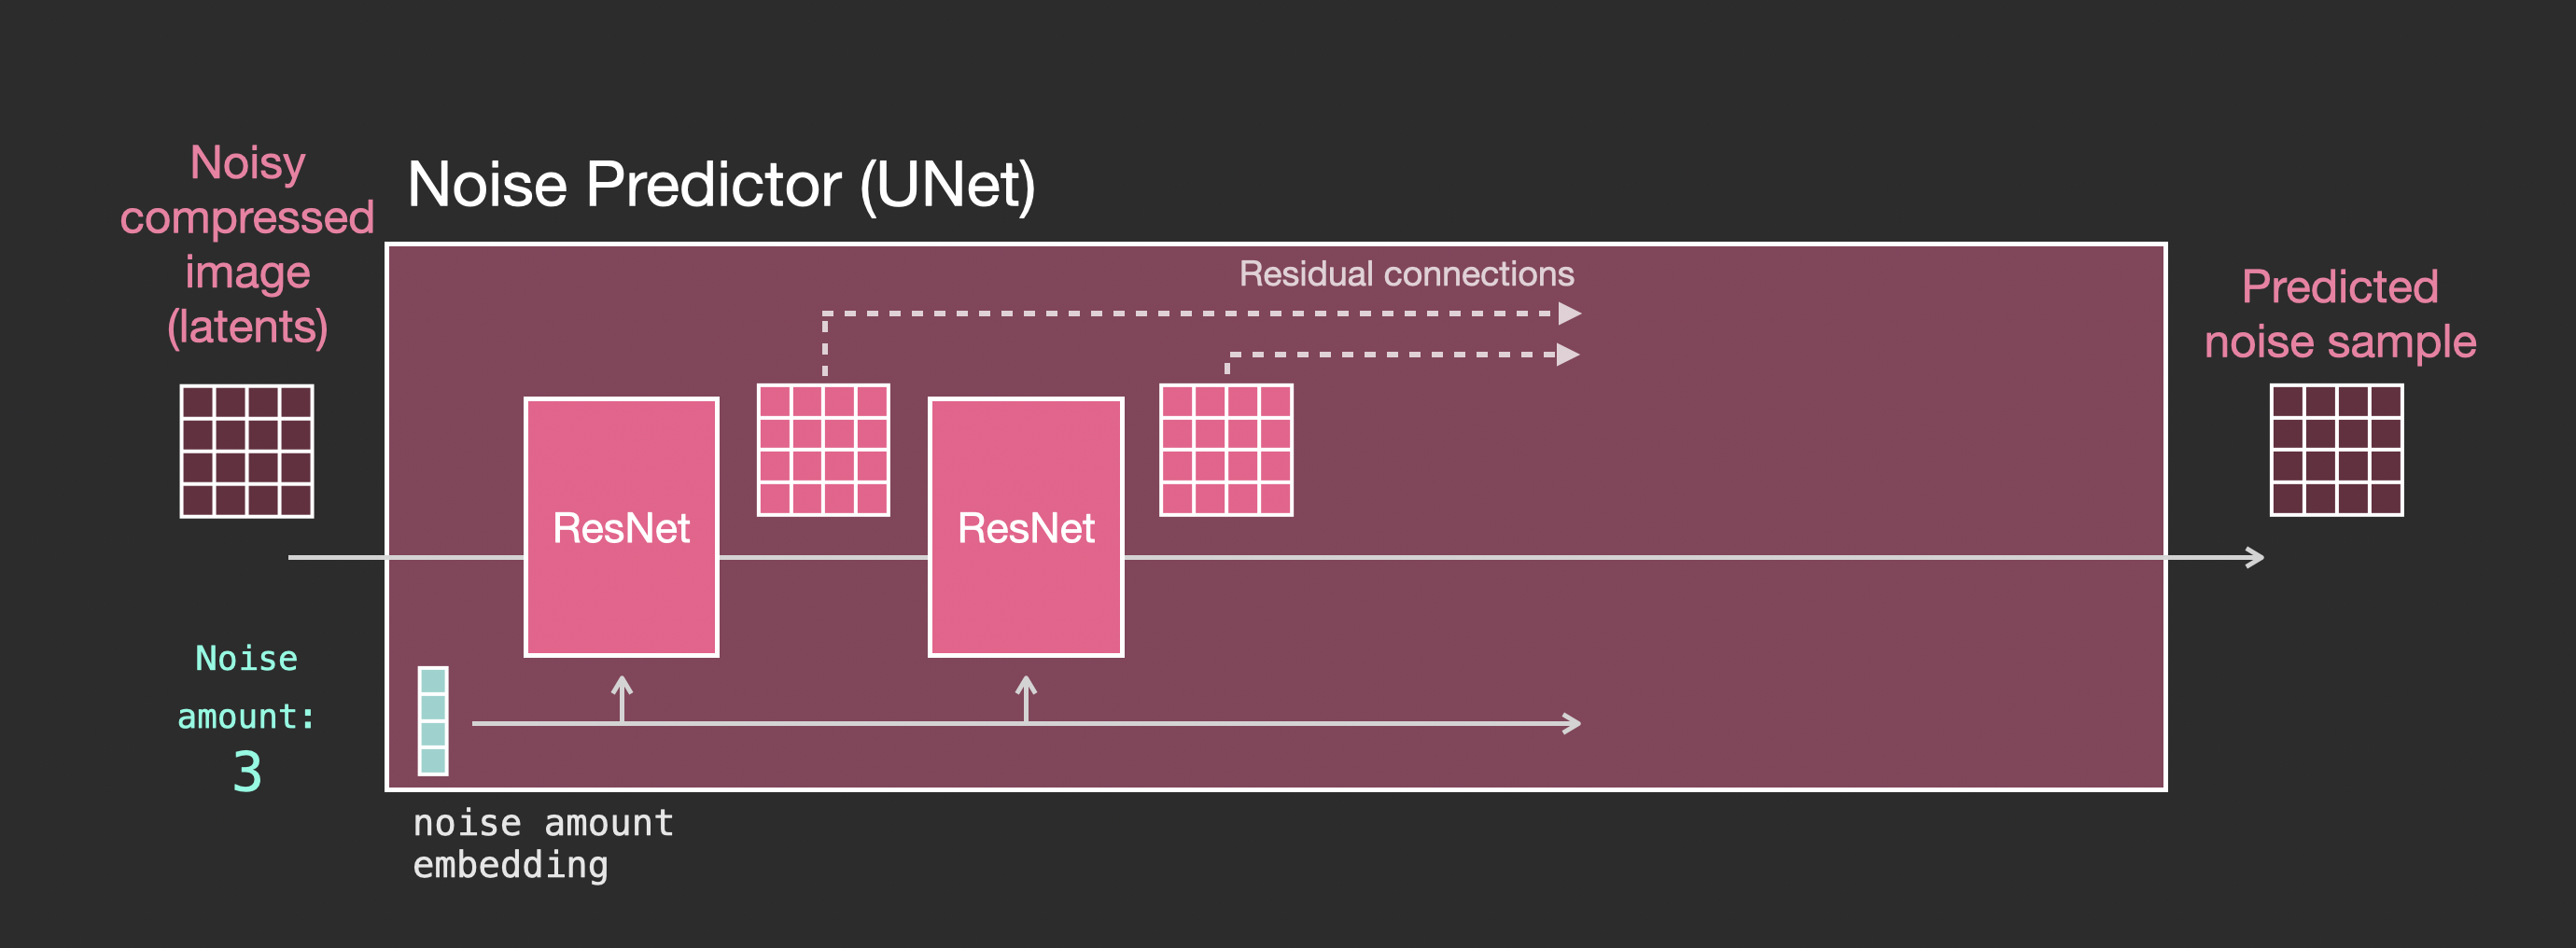 Noisy
compressed
image
(latents)
Noise Predictor (UNet)
Residual connections
Predicted
noise sample
ResNet
ResNet
Noise
amount:
3
noise amount
embedding